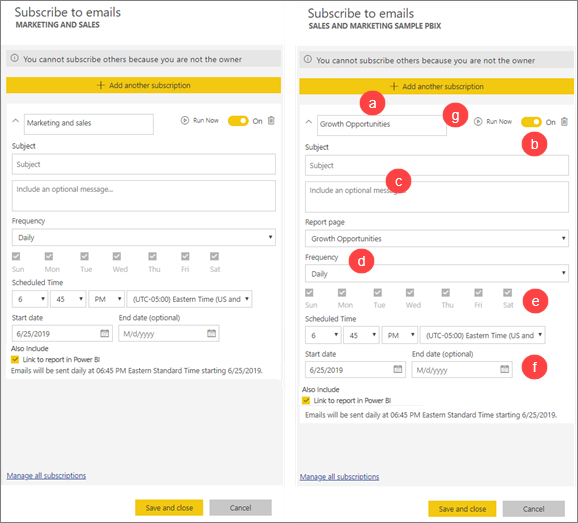 Subscribe to emails
MARKETING AND SALES
You cannot subscribe others because you are not the owner
+ Add another subscription
Marketing and sales
Run Now
On
Subject
Subject
Include an optional message...
Frequency
Daily
Sun Mon Tue Wed Thu Fri Sat
Scheduled Time
6 45 PM (UTC-05:00) Eastern Time (US and
Start date End date (optional)
6/25/2019 M/d/yyyy
Also Include
Link to report in Power BI
Emails will be sent daily at 06:45 PM Eastern Standard Time starting 6/25/2019.
Manage all subscriptions
Save and close Cancel
Subscribe to emails
SALES AND MARKETING SAMPLE PBIX
You cannot subscribe others because you are not the owner
+ Add another subscription
a
Growth Opportunities
g
Run Now
On
b
Subject
Subject
c
Include an optional
Report page
Growth Opportunities
Frequency
d
Daily
Sun Mon Tue Wed Thu Fri Sat
e
Scheduled Time
6 45 PM (UTC-05:00) Eastern Time (US and
Start date End date (optional)
6/25/2019 M/d/yyyy
f
Also Include
Link to report in Power BI
Emails will be sent daily at 06:45 PM Eastern Standard Time starting 6/25/2019.
Manage all subscriptions
Save and close Cancel